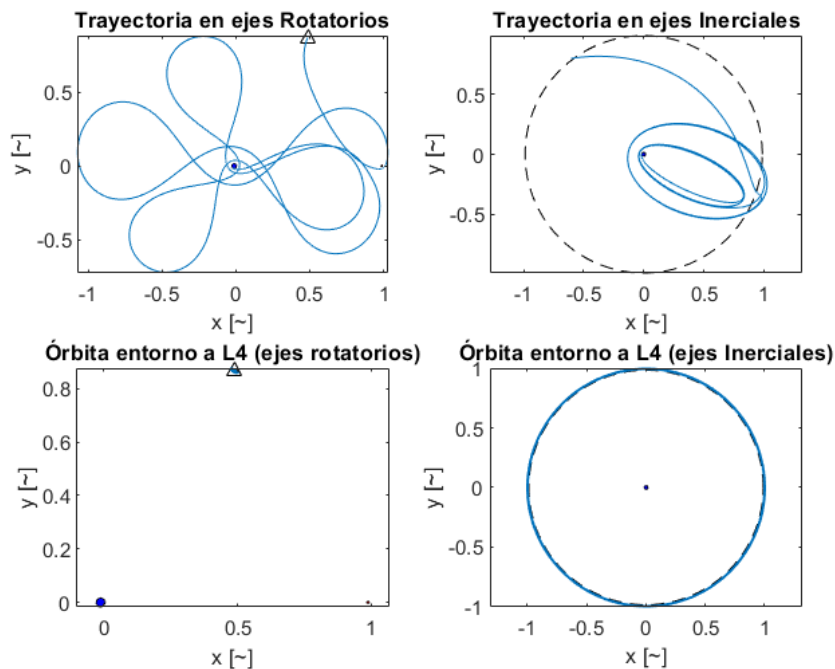 Trayectoria en ejes Rotatorios
0.5
0
-0.5
y [~]
-1
-0.5
0
0.5
1
x [~]
Trayectoria en ejes Inerciales
0.5
0
-0.5
y [~]
-1
-0.5
0
0.5
1
x [~]
Órbita entorno a L4 (ejes rotatorios)
0.8
0.6
0.4
0.2
0
y [~]
0
0.5
1
x [~]
Órbita entorno a L4 (ejes Inerciales)
1
0.5
0
-0.5
-1
y [~]
-1
-0.5
0
0.5
1
x [~]